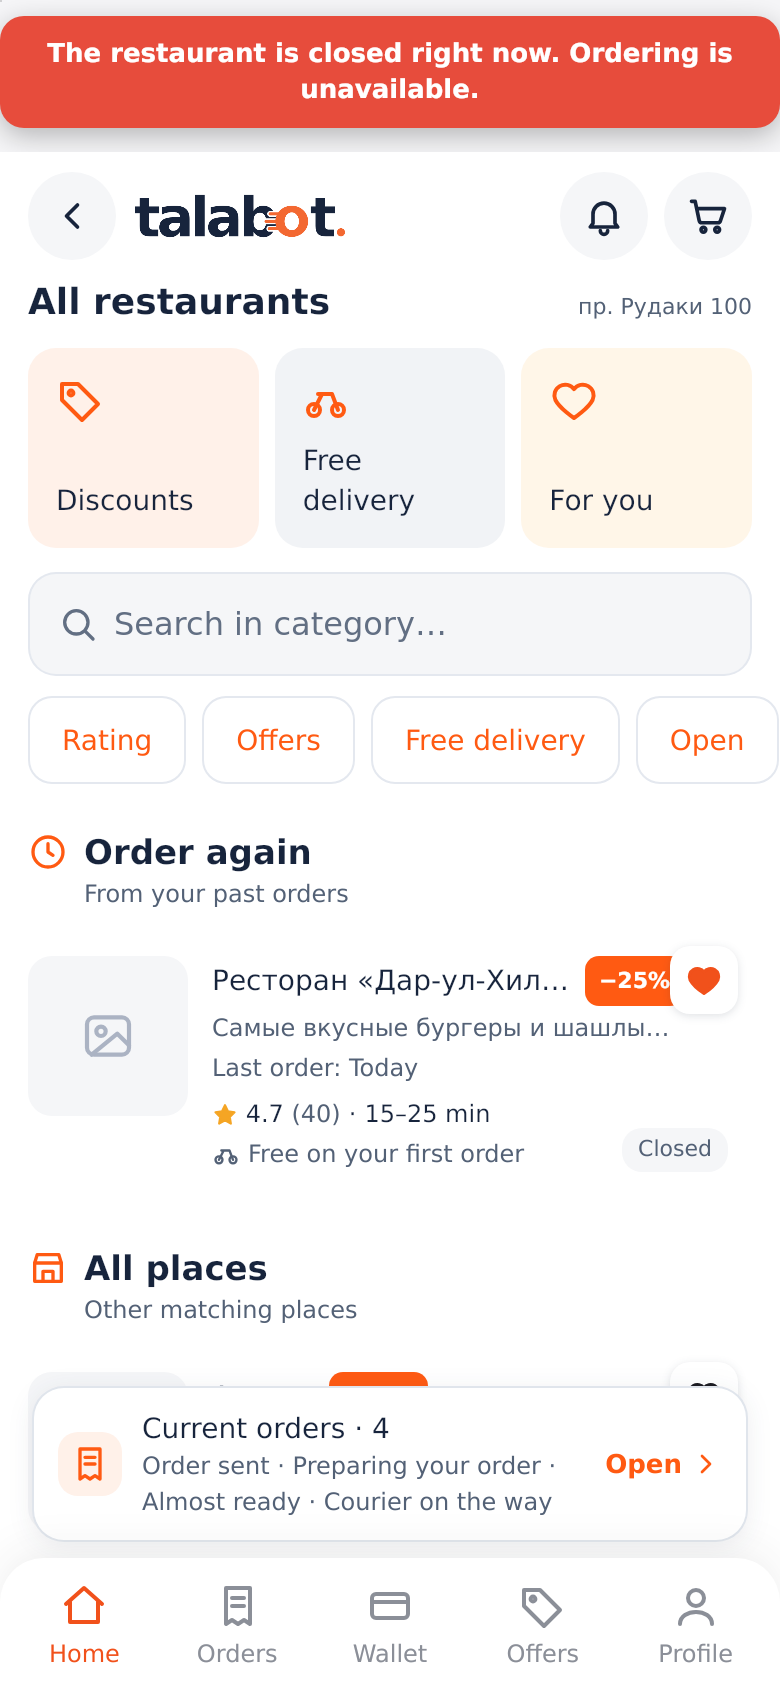 The restaurant is closed right now. Ordering is
unavailable.
talabot.
All restaurants
пр. Рудаки 100
Discounts
Free
delivery
For you
Search in category...
Rating
Offers
Free delivery
Open
Order again
From your past orders
Ресторан «Дар-ул-Хил...
−25%
Самые вкусные бургеры и шашлы...
Last order: Today
4.7 (40) · 15–25 min
Free on your first order
Closed
All places
Other matching places
Current orders · 4
Order sent · Preparing your order ·
Almost ready · Courier on the way
Open
Home
Orders
Wallet
Offers
Profile